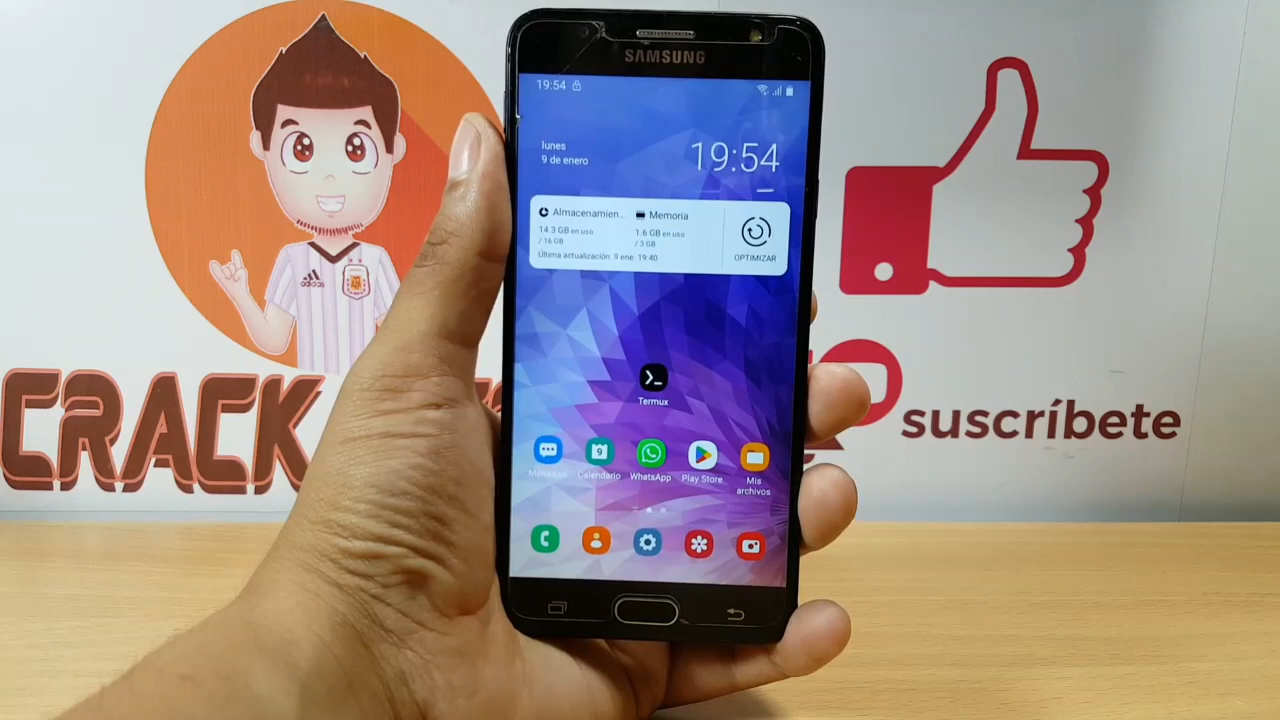 SAMSUNG
19:54
lunes
9 de enero
19:54
Almacenamien...
14.3 GB en uso
/ 16 GB
Memoria
1.6 GB en uso
/ 3 GB
Última actualización: 9 ene. 19:40
OPTIMIZAR
adidas
CRACK
suscríbete
>_
Termux
9
Mensajes
Calendario
WhatsApp
Play Store
Mis
archivos